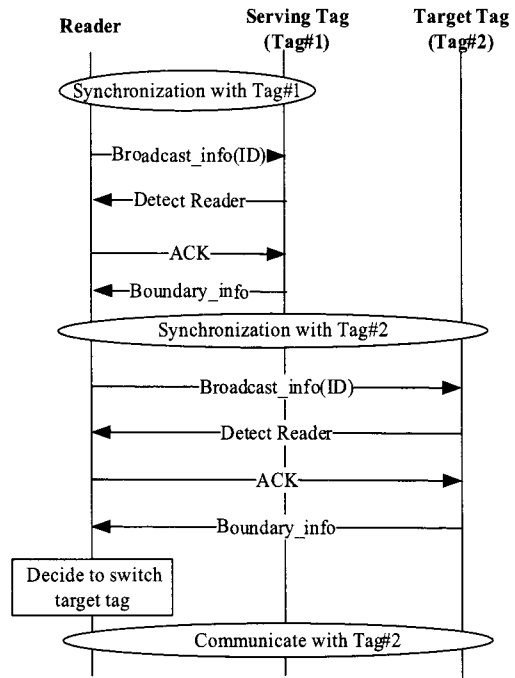 Reader
Serving Tag
(Tag#1)
Target Tag
(Tag#2)
Synchronization with Tag#1
Broadcast_info(ID)
Detect Reader
ACK
Boundary_info
Synchronization with Tag#2
Broadcast_info(ID)
Detect Reader
ACK
Boundary_info
Decide to switch
target tag
Communicate with Tag#2